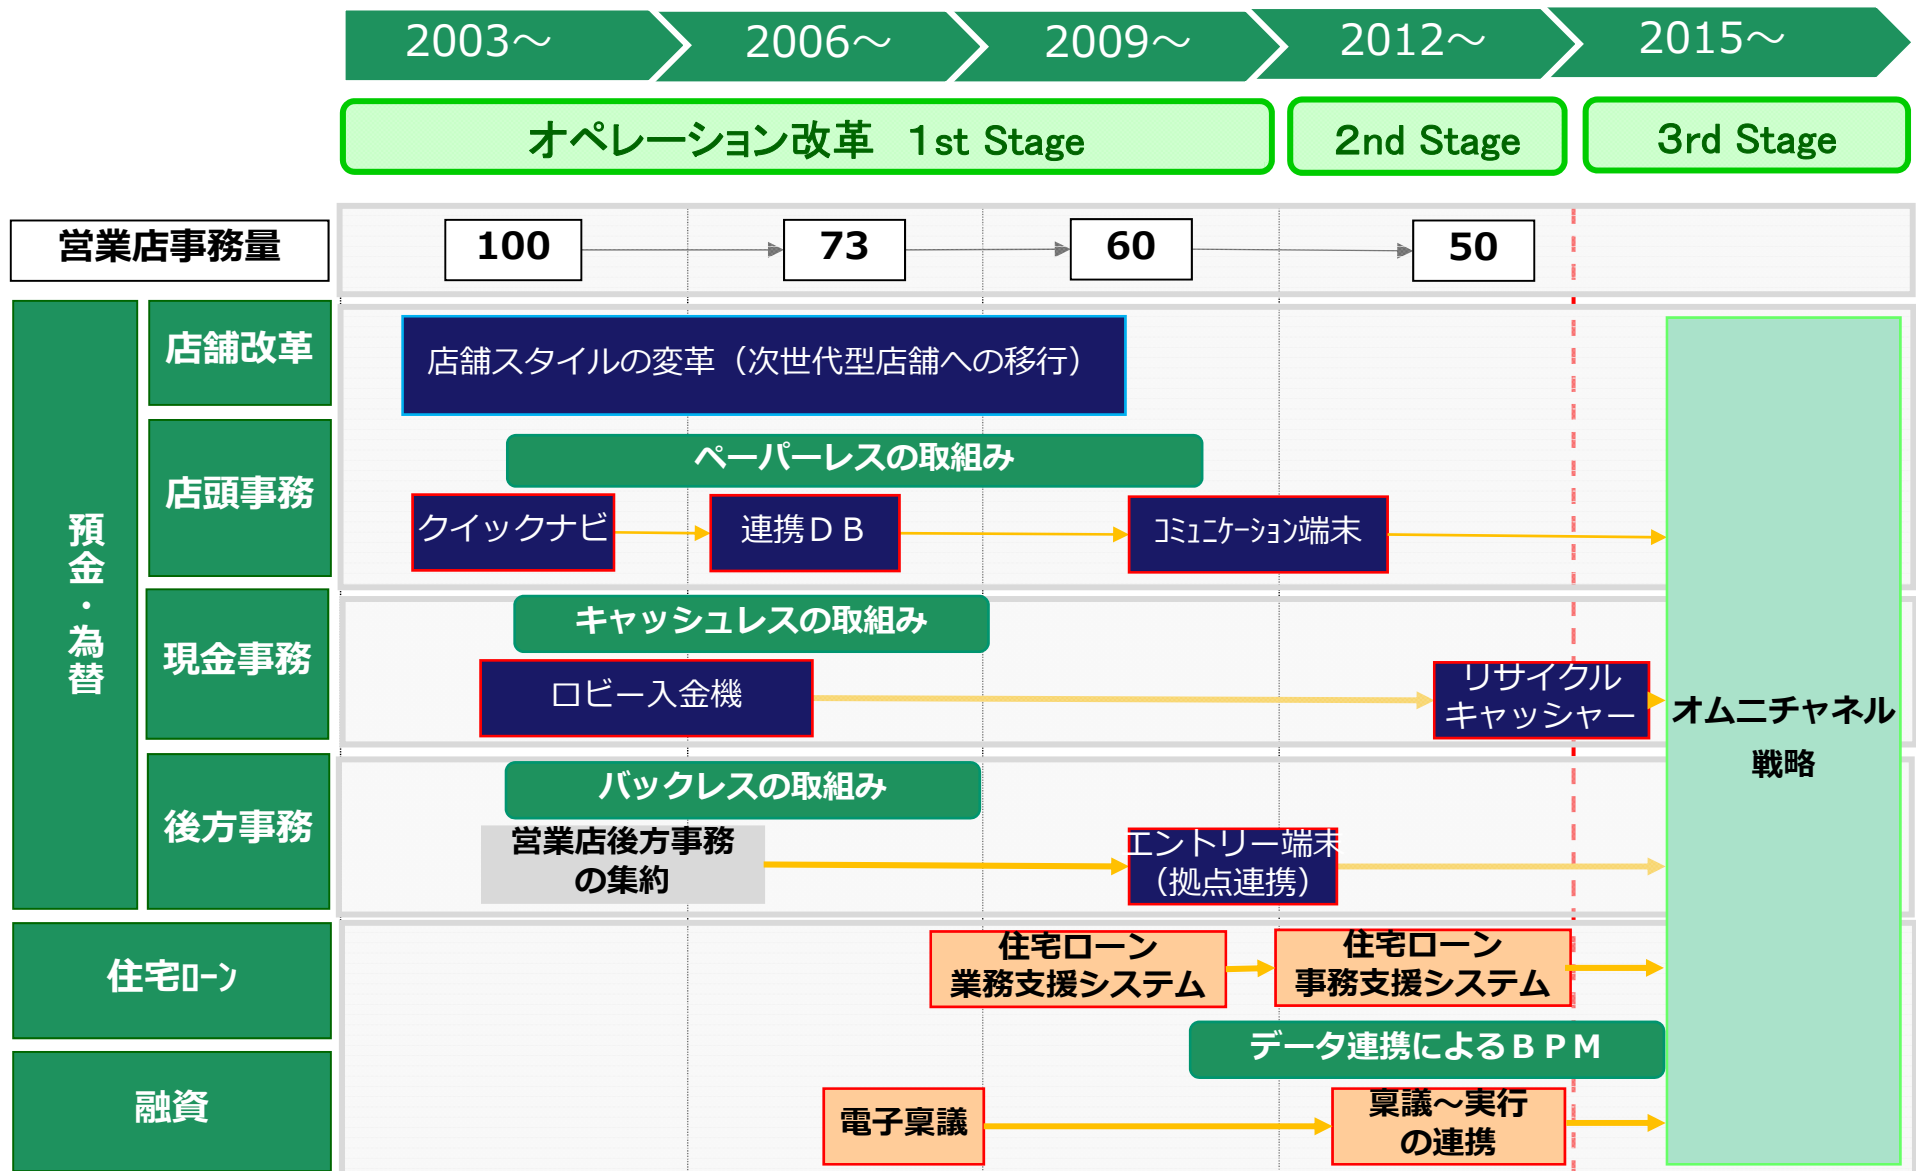 2003～
2006～
2009～
2012～
2015～
オペレーション改革　1st Stage
2nd Stage
3rd Stage
営業店事務量
100
73
60
50
預金・為替
店舗改革
店舗スタイルの変革（次世代型店舗への移行）
店頭事務
ペーパーレスの取組み
クイックナビ
連携ＤＢ
ｺﾐｭﾆｹｰｼｮﾝ端末
現金事務
キャッシュレスの取組み
ロビー入金機
リサイクル
キャッシャー
後方事務
バックレスの取組み
営業店後方事務
の集約
エントリー端末
（拠点連携）
オムニチャネル
戦略
住宅ﾛｰﾝ
住宅ローン
業務支援システム
住宅ローン
事務支援システム
データ連携によるＢＰＭ
融資
電子稟議
稟議～実行
の連携